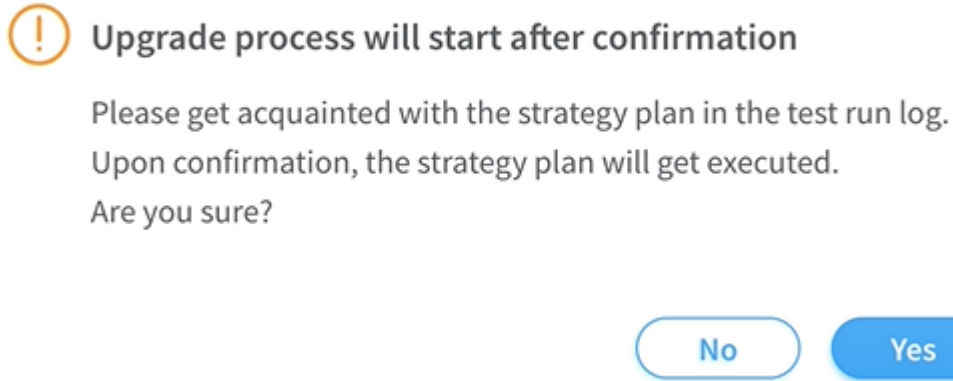 Upgrade process will start after confirmation
Please get acquainted with the strategy plan in the test run log.
Upon confirmation, the strategy plan will get executed.
Are you sure?
No
Yes